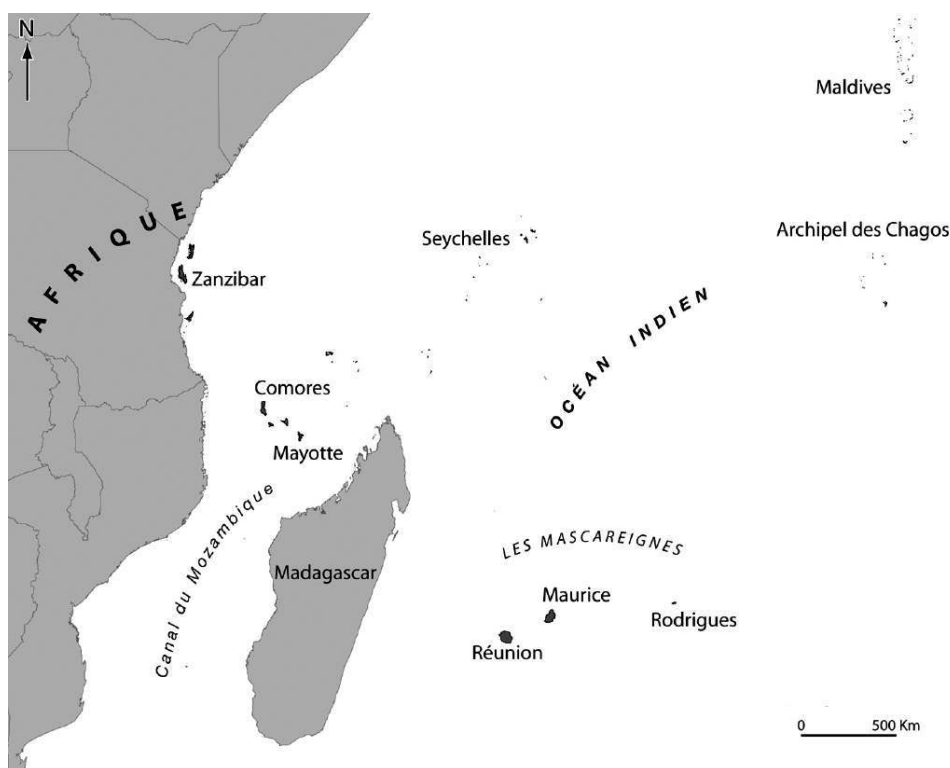 N
Maldives
AFRIQUE
Seychelles
Archipel des Chagos
Zanzibar
OCÉAN INDIEN
Comores
Mayotte
Canal du Mozambique
LES MASCAREIGNES
Madagascar
Maurice
Rodrigues
Réunion
0 500 Km